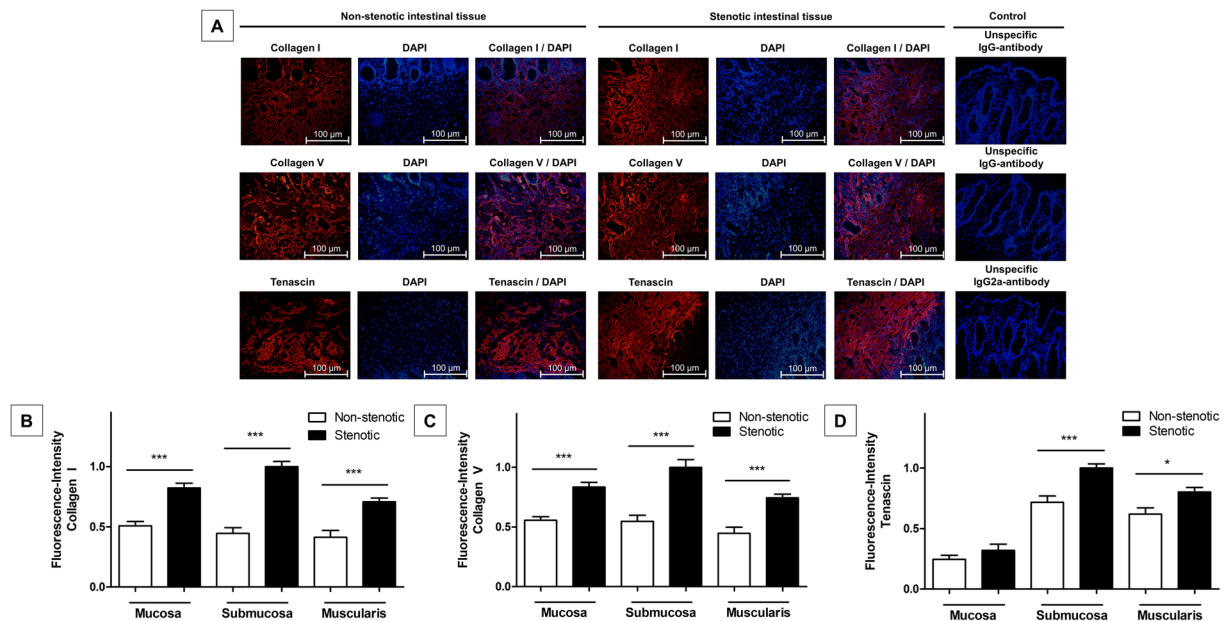 A
Non-stenotic intestinal tissue
Stenotic intestinal tissue
Control
Collagen I
DAPI
Collagen I / DAPI
Collagen I
DAPI
Collagen I / DAPI
Unspecific
IgG-antibody
100 µm
100 µm
100 µm
100 µm
100 µm
100 µm
Collagen V
DAPI
Collagen V / DAPI
Collagen V
DAPI
Collagen V / DAPI
Unspecific
IgG-antibody
100 µm
100 µm
100 µm
100 µm
100 µm
100 µm
Tenascin
DAPI
Tenascin / DAPI
Tenascin
DAPI
Tenascin / DAPI
Unspecific
IgG2a-antibody
100 µm
100 µm
100 µm
100 µm
100 µm
100 µm
B
Fluorescence-Intensity
Collagen I
Non-stenotic
Stenotic
1.0
0.5
0.0
***
***
***
Mucosa
Submucosa
Muscularis
C
Fluorescence-Intensity
Collagen V
Non-stenotic
Stenotic
1.0
0.5
0.0
***
***
***
Mucosa
Submucosa
Muscularis
D
Fluorescence-Intensity
Tenascin
Non-stenotic
Stenotic
1.0
0.5
0.0
***
*
Mucosa
Submucosa
Muscularis